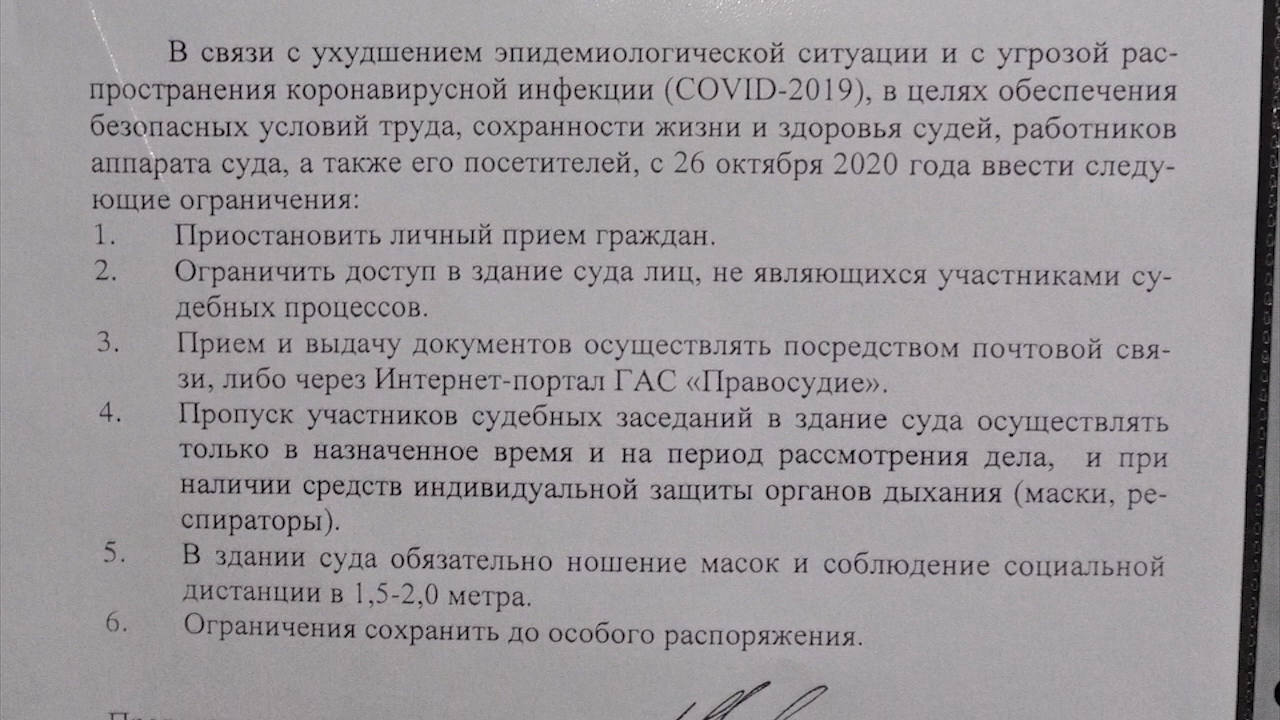 В связи с ухудшением эпидемиологической ситуации и с угрозой рас-
пространения коронавирусной инфекции (COVID-2019), в целях обеспечения
безопасных условий труда, сохранности жизни и здоровья судей, работников
аппарата суда, а также его посетителей, с 26 октября 2020 года ввести следу-
ющие ограничения:
1. Приостановить личный прием граждан.
2. Ограничить доступ в здание суда лиц, не являющихся участниками су-
дебных процессов.
3. Прием и выдачу документов осуществлять посредством почтовой свя-
зи, либо через Интернет-портал ГАС «Правосудие».
4. Пропуск участников судебных заседаний в здание суда осуществлять
только в назначенное время и на период рассмотрения дела, и при
наличии средств индивидуальной защиты органов дыхания (маски, ре-
спираторы).
5. В здании суда обязательно ношение масок и соблюдение социальной
дистанции в 1,5-2,0 метра.
6. Ограничения сохранить до особого распоряжения.